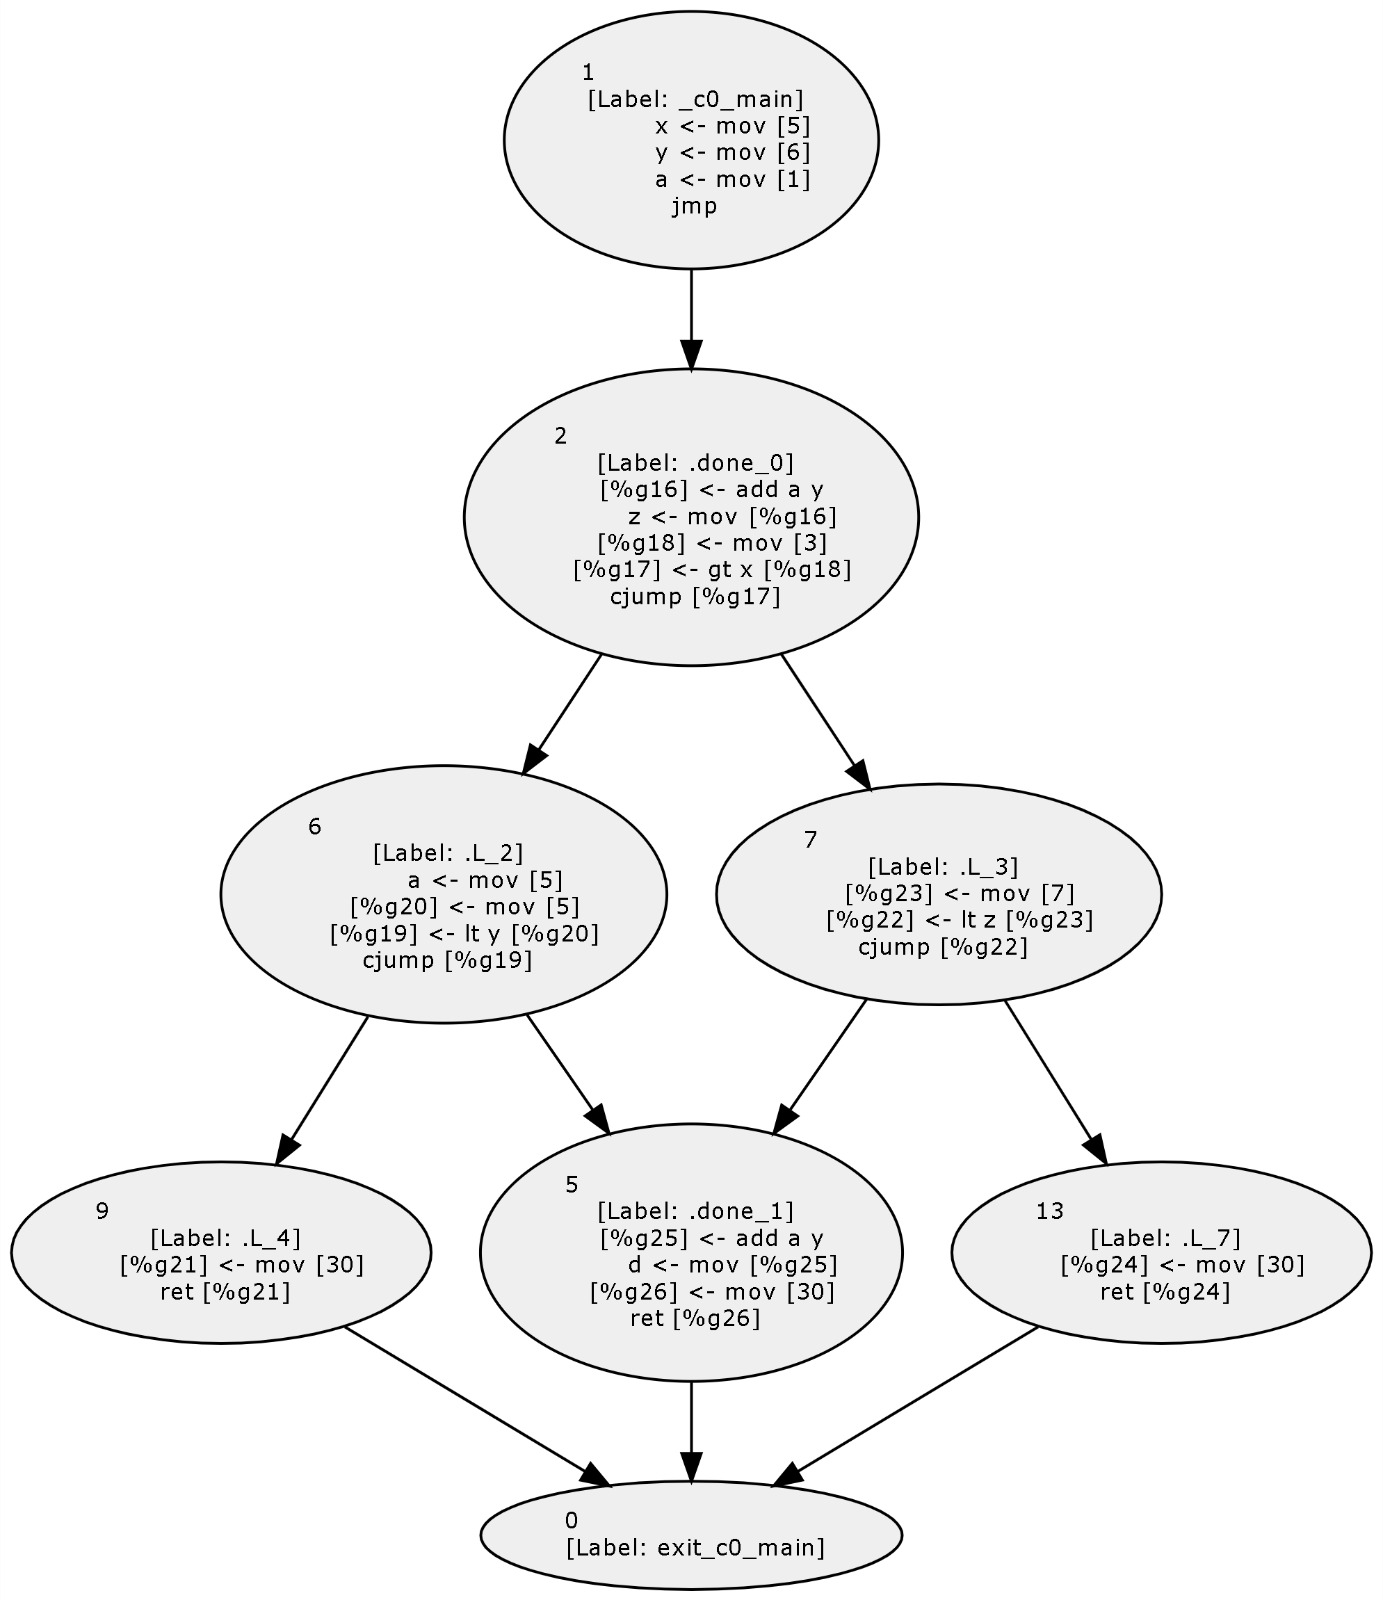 1
[Label: _c0_main]
x <- mov [5]
y <- mov [6]
a <- mov [1]
jmp
2
[Label: .done_0]
[%g16] <- add a y
z <- mov [%g16]
[%g18] <- mov [3]
[%g17] <- gt x [%g18]
cjump [%g17]
6
[Label: .L_2]
a <- mov [5]
[%g20] <- mov [5]
[%g19] <- lt y [%g20]
cjump [%g19]
7
[Label: .L_3]
[%g23] <- mov [7]
[%g22] <- lt z [%g23]
cjump [%g22]
9
[Label: .L_4]
[%g21] <- mov [30]
ret [%g21]
5
[Label: .done_1]
[%g25] <- add a y
d <- mov [%g25]
[%g26] <- mov [30]
ret [%g26]
13
[Label: .L_7]
[%g24] <- mov [30]
ret [%g24]
0
[Label: exit_c0_main]